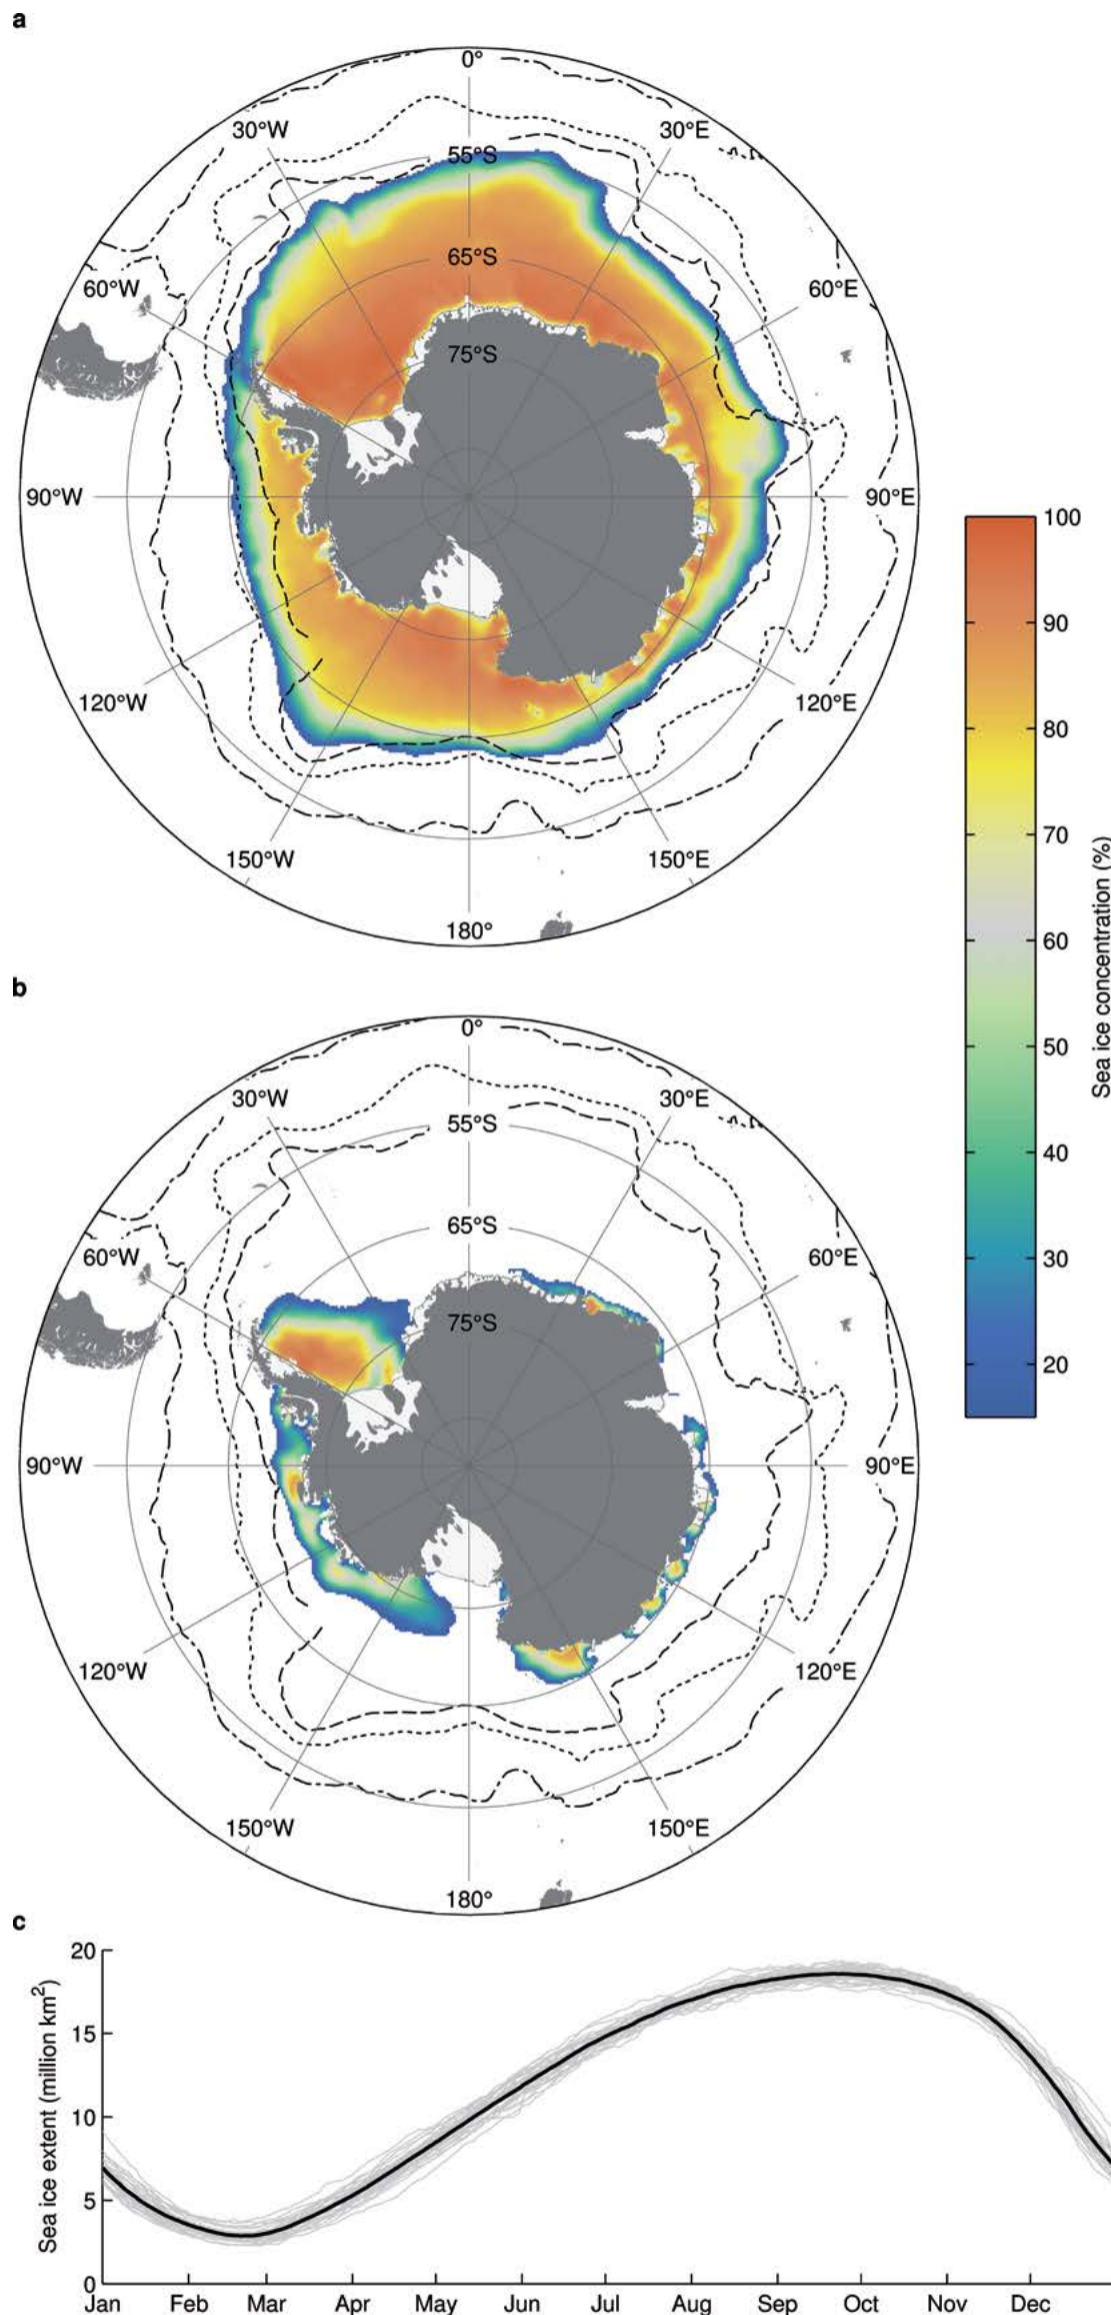 a
0°
30°W
30°E
55°S
60°W
65°S
60°E
75°S
90°W
90°E
120°W
120°E
150°W
150°E
180°
100
90
80
70
60
50
40
30
20
Sea ice concentration (%)
b
0°
30°W
30°E
55°S
60°W
65°S
60°E
75°S
90°W
90°E
120°W
120°E
150°W
150°E
180°
c
20
15
10
5
0
Sea ice extent (million km²)
Jan Feb Mar Apr May Jun Jul Aug Sep Oct Nov Dec